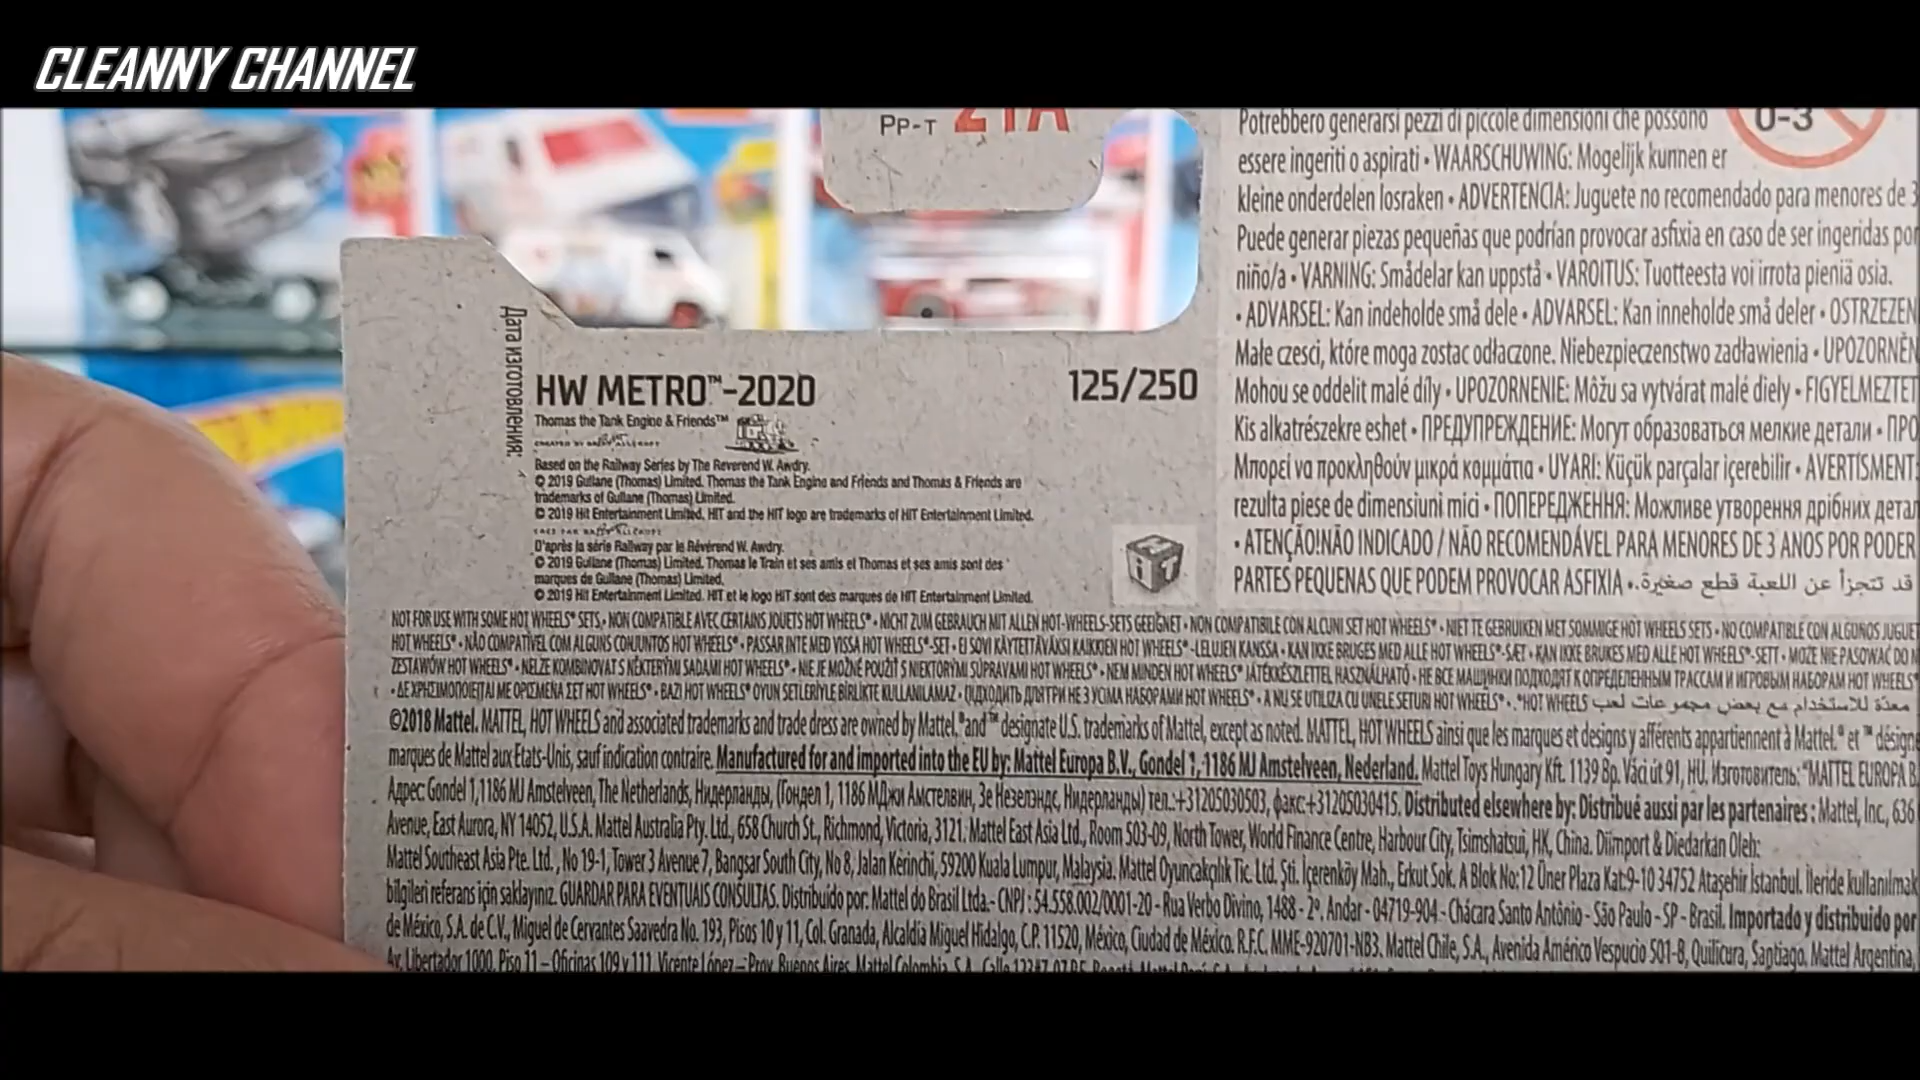 CLEANNY CHANNEL
PP-T 21A
0-3
Potrebbero generarsi pezzi di piccole dimensioni che possono
essere ingeriti o aspirati • WAARSCHUWING: Mogelijk kunnen er
kleine onderdelen losraken • ADVERTENCIA: Juguete no recomendado para menores de 3
Puede generar piezas pequeñas que podrían provocar asfixia en caso de ser ingeridas por
niño/a • VARNING: Smådelar kan uppstå • VAROITUS: Tuotteesta voi irrota pieniä osia.
• ADVARSEL: Kan indeholde små dele • ADVARSEL: Kan inneholde små deler • OSTRZEZEN
Małe czesci, które moga zostac odłaczone. Niebezpieczenstwo zadławienia • UPOZORNĚN
Mohou se oddelit malé díly • UPOZORNENIE: Môžu sa vytvárat malé diely • FIGYELMEZTET
Kis alkatrészekre eshet • ПРЕДУПРЕЖДЕНИЕ: Могут образоваться мелкие детали • ПРО
Μπορεί να προκληθούν μικρά κομμάτια • UYARI: Küçük parçalar içerebilir • AVERTISMENT:
rezulta piese de dimensiuni mici • ПОПЕРЕДЖЕННЯ: Можливе утворення дрібних детал
• ATENÇÃO!NÃO INDICADO / NÃO RECOMENDÁVEL PARA MENORES DE 3 ANOS POR PODER
PARTES PEQUENAS QUE PODEM PROVOCAR ASFIXIA • قد تتجزأ عن اللعبة قطع صغيرة.
Дата изготовления:
HW METRO™-2020 125/250
Thomas the Tank Engine & Friends™
CREATED BY BRITT ALLCROFT
Based on the Railway Series by The Reverend W. Awdry.
© 2019 Gullane (Thomas) Limited. Thomas the Tank Engine and Friends and Thomas & Friends are
trademarks of Gullane (Thomas) Limited.
© 2019 Hit Entertainment Limited. HIT and the HIT logo are trademarks of HIT Entertainment Limited.
D'après la série Railway par le Révérend W. Awdry.
© 2019 Gullane (Thomas) Limited. Thomas le Train et ses amis et Thomas et ses amis sont des
marques de Gullane (Thomas) Limited.
© 2019 Hit Entertainment Limited. HIT et le logo HIT sont des marques de HIT Entertainment Limited.
HiT
NOT FOR USE WITH SOME HOT WHEELS® SETS. • NON COMPATIBLE AVEC CERTAINS JOUETS HOT WHEELS® • NICHT ZUM GEBRAUCH MIT ALLEN HOT-WHEELS-SETS GEEIGNET • NON COMPATIBILE CON ALCUNI SET HOT WHEELS® • NIET TE GEBRUIKEN MET SOMMIGE HOT WHEELS SETS • NO COMPATIBLE CON ALGUNOS JUGUET
HOT WHEELS® • NÃO COMPATÍVEL COM ALGUNS CONJUNTOS HOT WHEELS® • PASSAR INTE MED VISSA HOT WHEELS®-SET • EI SOVI KÄYTETTÄVÄKSI KAIKKIEN HOT WHEELS®-LELUJEN KANSSA • KAN IKKE BRUGES MED ALLE HOT WHEELS®-SÆT • KAN IKKE BRUKES MED ALLE HOT WHEELS®-SETT • MOŻE NIE PASOWAĆ DO
ZESTAWÓW HOT WHEELS® • NELZE KOMBINOVAT S NĚKTERÝMI SADAMI HOT WHEELS® • NIE JE MOŽNÉ POUŽIŤ S NIEKTORÝMI SÚPRAVAMI HOT WHEELS® • NEM MINDEN HOT WHEELS® JÁTÉKKÉSZLETTEL HASZNÁLHATÓ • НЕ ВСЕ МАШИНКИ ПОДХОДЯТ К ОПРЕДЕЛЕННЫМ ТРАССАМ И ИГРОВЫМ НАБОРАМ HOT WHEELS®
• ΔΕ ΧΡΗΣΙΜΟΠΟΙΕΙΤΑΙ ΜΕ ΟΡΙΣΜΕΝΑ ΣΕΤ HOT WHEELS® • BAZI HOT WHEELS® OYUN SETLERİYLE BİRLİKTE KULLANILAMAZ • ПІДХОДИТЬ ДЛЯ ГРИ НЕ З УСІМА НАБОРАМИ HOT WHEELS® • A NU SE UTILIZA CU UNELE SETURI HOT WHEELS® • HOT WHEELS® معدّة للاستخدام مع بعض مجموعات لعب
©2018 Mattel. MATTEL, HOT WHEELS and associated trademarks and trade dress are owned by Mattel.® and ™ designate U.S. trademarks of Mattel, except as noted. MATTEL, HOT WHEELS ainsi que les marques et designs y afférents appartiennent à Mattel.® et ™ désigne
marques de Mattel aux Etats-Unis, sauf indication contraire. Manufactured for and imported into the EU by: Mattel Europa B.V., Gondel 1, 1186 MJ Amstelveen, Nederland. Mattel Toys Hungary Kft. 1139 Bp. Váci út 91, HU. Изготовитель: "MATTEL EUROPA B.
Адрес: Gondel 1,1186 MJ Amstelveen, The Netherlands, Нидерланды, (Гондел 1, 1186 МДжи Амстелвин, Зе Незелэндс, Нидерланды) тел.:+31205030503, факс:+31205030415. Distributed elsewhere by: Distribué aussi par les partenaires : Mattel, Inc., 636
Avenue, East Aurora, NY 14052, U.S.A. Mattel Australia Pty. Ltd., 658 Church St., Richmond, Victoria, 3121. Mattel East Asia Ltd., Room 503-09, North Tower, World Finance Centre, Harbour City, Tsimshatsui, HK, China. Diimport & Diedarkan Oleh:
Mattel Southeast Asia Pte. Ltd. , No 19-1, Tower 3 Avenue 7, Bangsar South City, No 8, Jalan Kerinchi, 59200 Kuala Lumpur, Malaysia. Mattel Oyuncakçılık Tic. Ltd. Şti. İçerenköy Mah., Erkut Sok. A Blok No:12 Üner Plaza Kat:9-10 34752 Ataşehir İstanbul. İleride kullanılmak
bilgileri referans için saklayınız. GUARDAR PARA EVENTUAIS CONSULTAS. Distribuido por: Mattel do Brasil Ltda.- CNPJ : 54.558.002/0001-20 - Rua Verbo Divino, 1488 - 2º. Andar - 04719-904 - Chácara Santo Antônio - São Paulo - SP - Brasil. Importado y distribuido por
de México, S.A. de C.V., Miguel de Cervantes Saavedra No. 193, Pisos 10 y 11, Col. Granada, Alcaldía Miguel Hidalgo, C.P. 11520, México, Ciudad de México. R.F.C. MME-920701-NB3. Mattel Chile, S.A., Avenida Américo Vespucio 501-B, Quilicura, Santiago. Mattel Argentina,
Av. Libertador 1000, Piso 11 – Oficinas 109 y 111, Vicente López – Prov. Buenos Aires. Mattel Colombia, S.A.